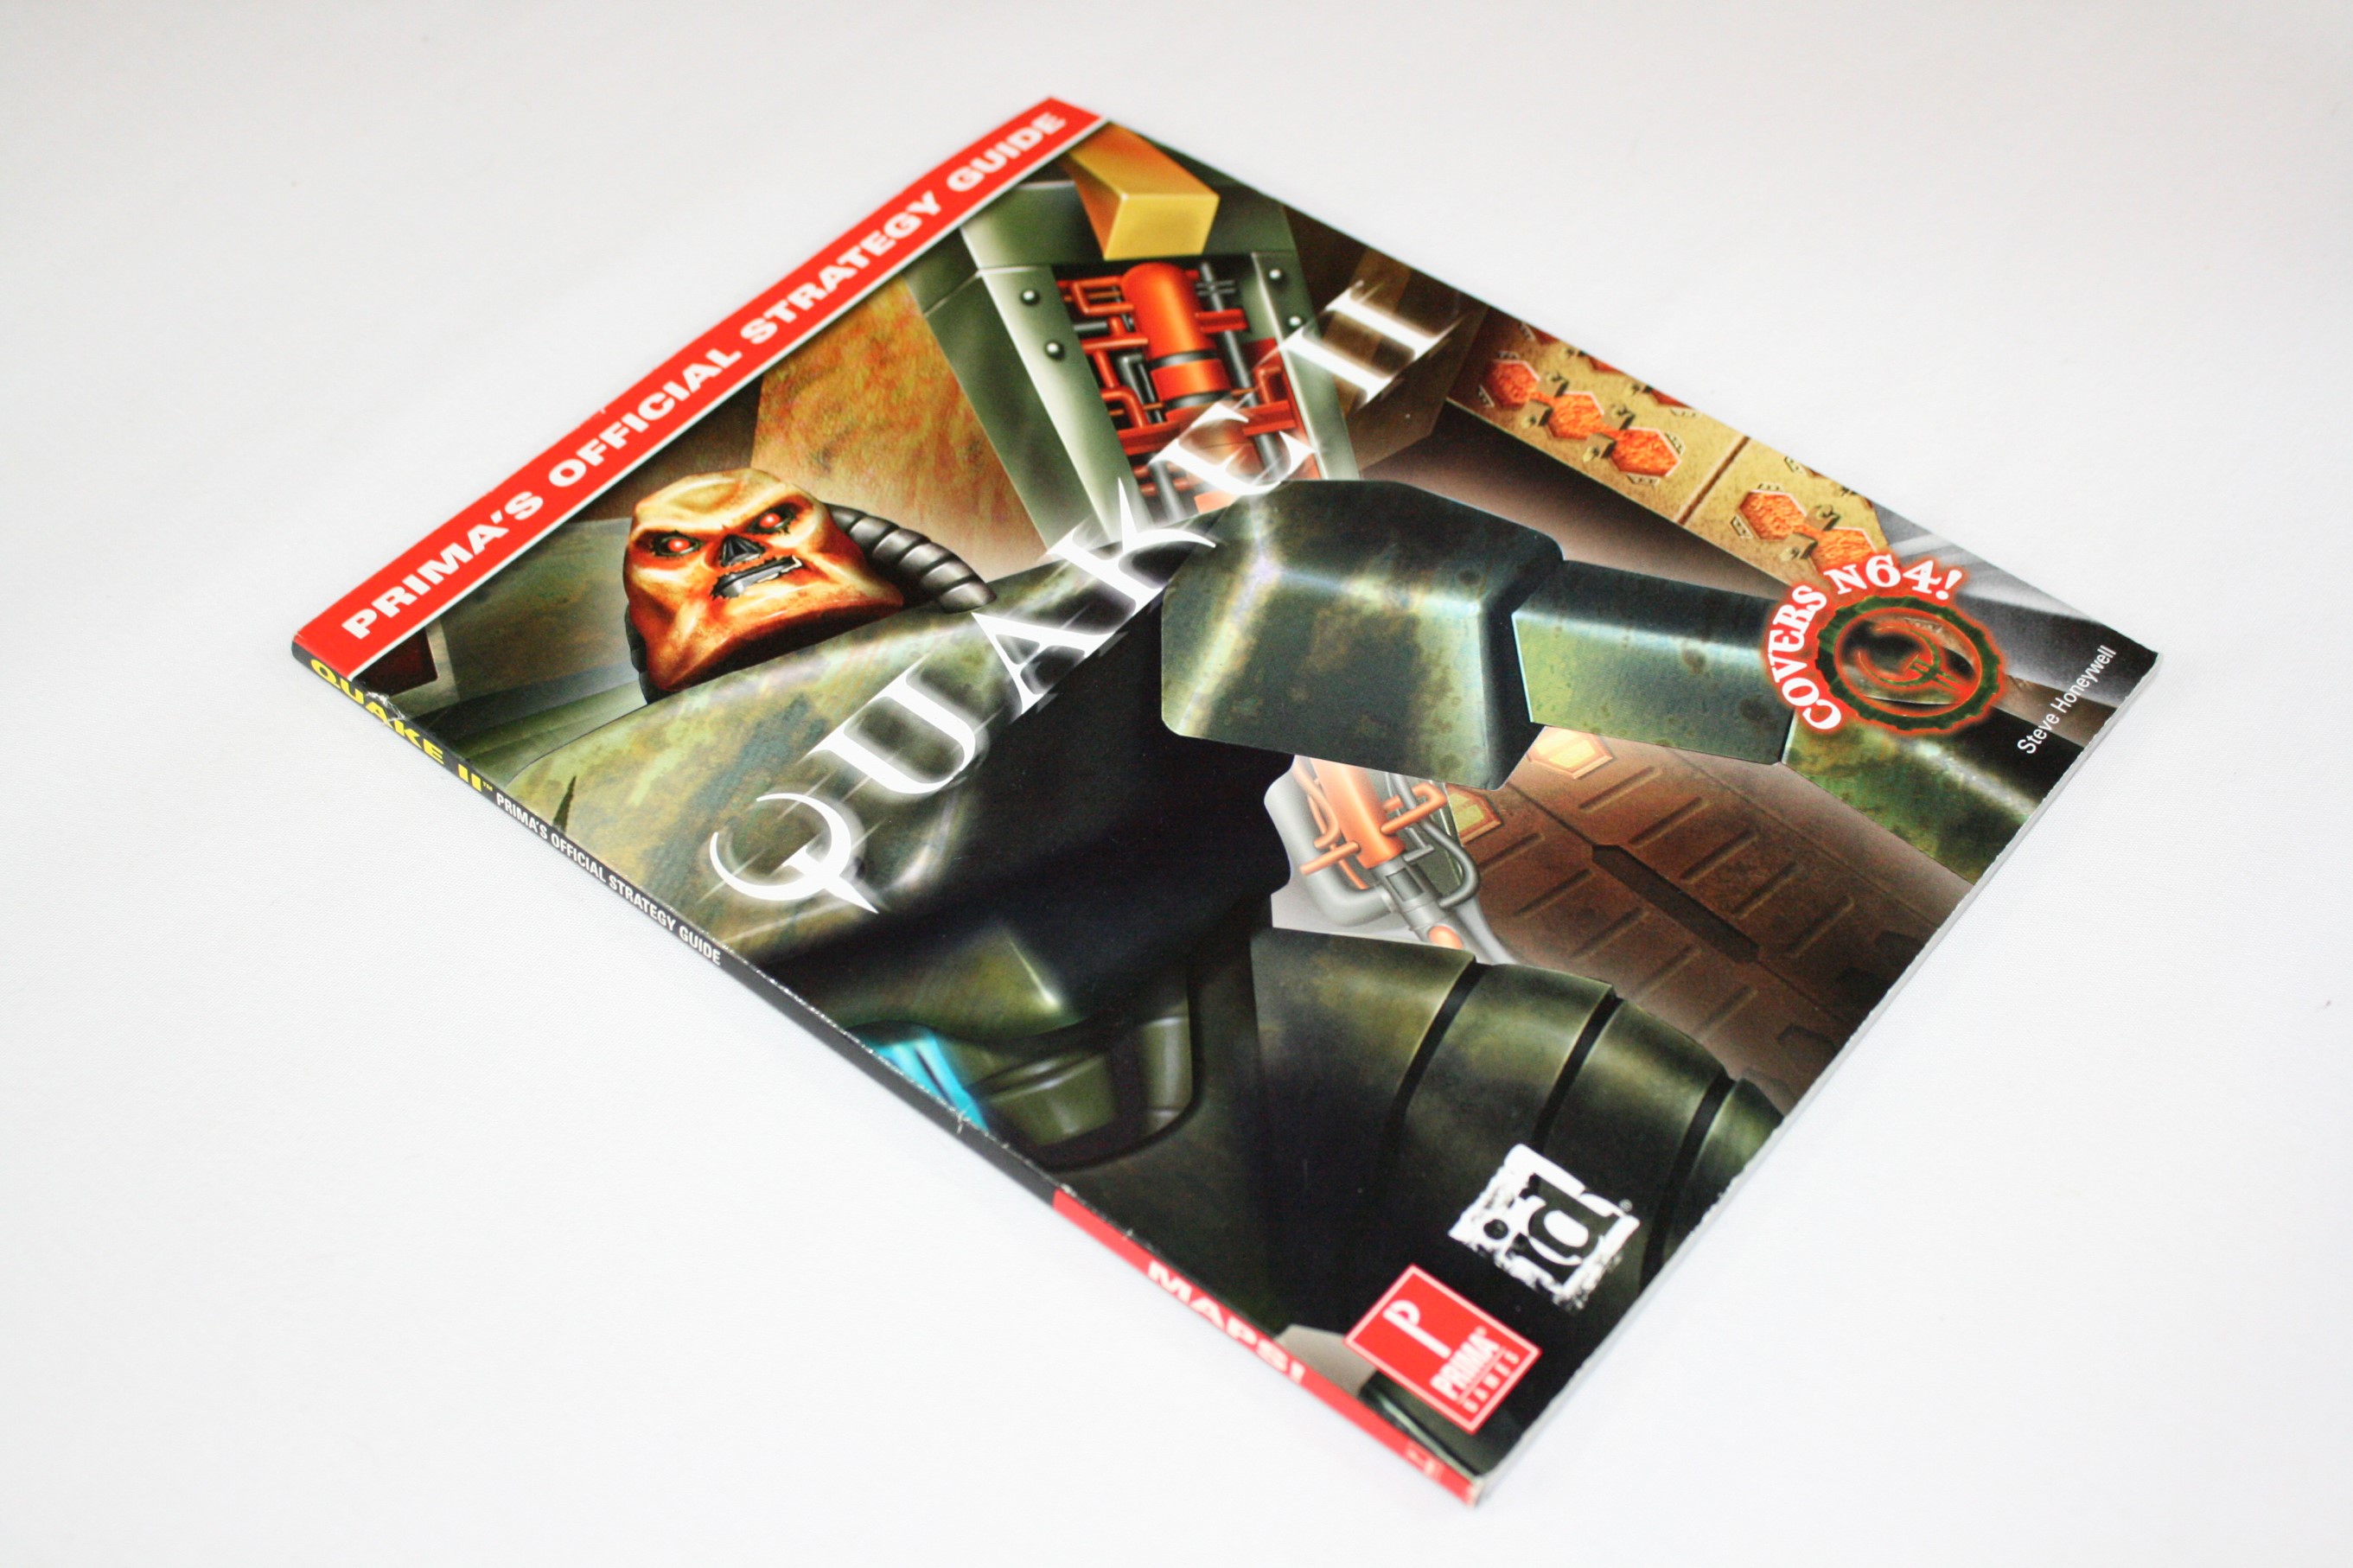 PRIMA'S OFFICIAL STRATEGY GUIDE
QUAKE II
COVERS N64!
Steve Honeywell
id®
P
PRIMA®
GAMES
QUAKE II™ PRIMA'S OFFICIAL STRATEGY GUIDE
MAPS!